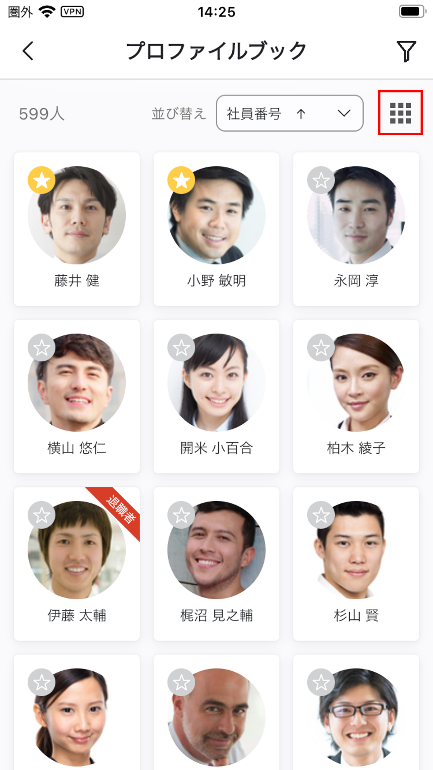 圏外 VPN 14:25
プロファイルブック
599人 並び替え 社員番号 ↑
藤井 健 小野 敏明 永岡 淳
横山 悠仁 開米 小百合 柏木 綾子
退職者
伊藤 太輔 梶沼 見之輔 杉山 賢